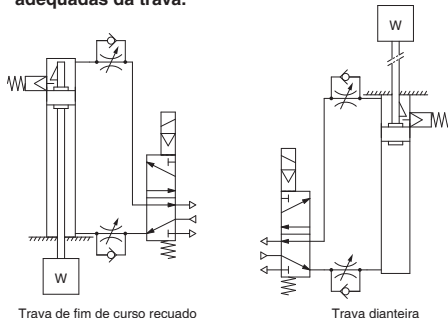 adequadas da trava.
W
W
Trava de fim de curso recuado
Trava dianteira